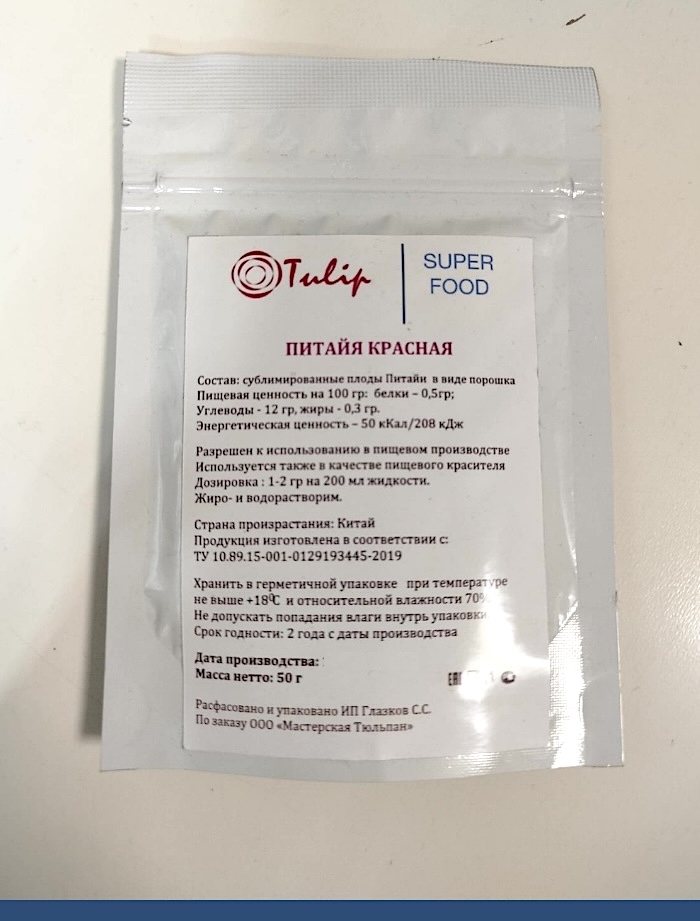 Tulip
SUPER
FOOD
ПИТАЙЯ КРАСНАЯ
Состав: сублимированные плоды Питайи в виде порошка
Пищевая ценность на 100 гр: белки – 0,5гр;
Углеводы - 12 гр, жиры - 0,3 гр.
Энергетическая ценность – 50 кКал/208 кДж
Разрешен к использованию в пищевом производстве
Используется также в качестве пищевого красителя
Дозировка : 1-2 гр на 200 мл жидкости.
Жиро- и водорастворим.
Страна произрастания: Китай
Продукция изготовлена в соответствии с:
ТУ 10.89.15-001-0129193445-2019
Хранить в герметичной упаковке при температуре
не выше +18⁰С и относительной влажности 70%
Не допускать попадания влаги внутрь упаковки
Срок годности: 2 года с даты производства
Дата производства:
Масса нетто: 50 г
Расфасовано и упаковано ИП Глазков С.С.
По заказу ООО «Мастерская Тюльпан»